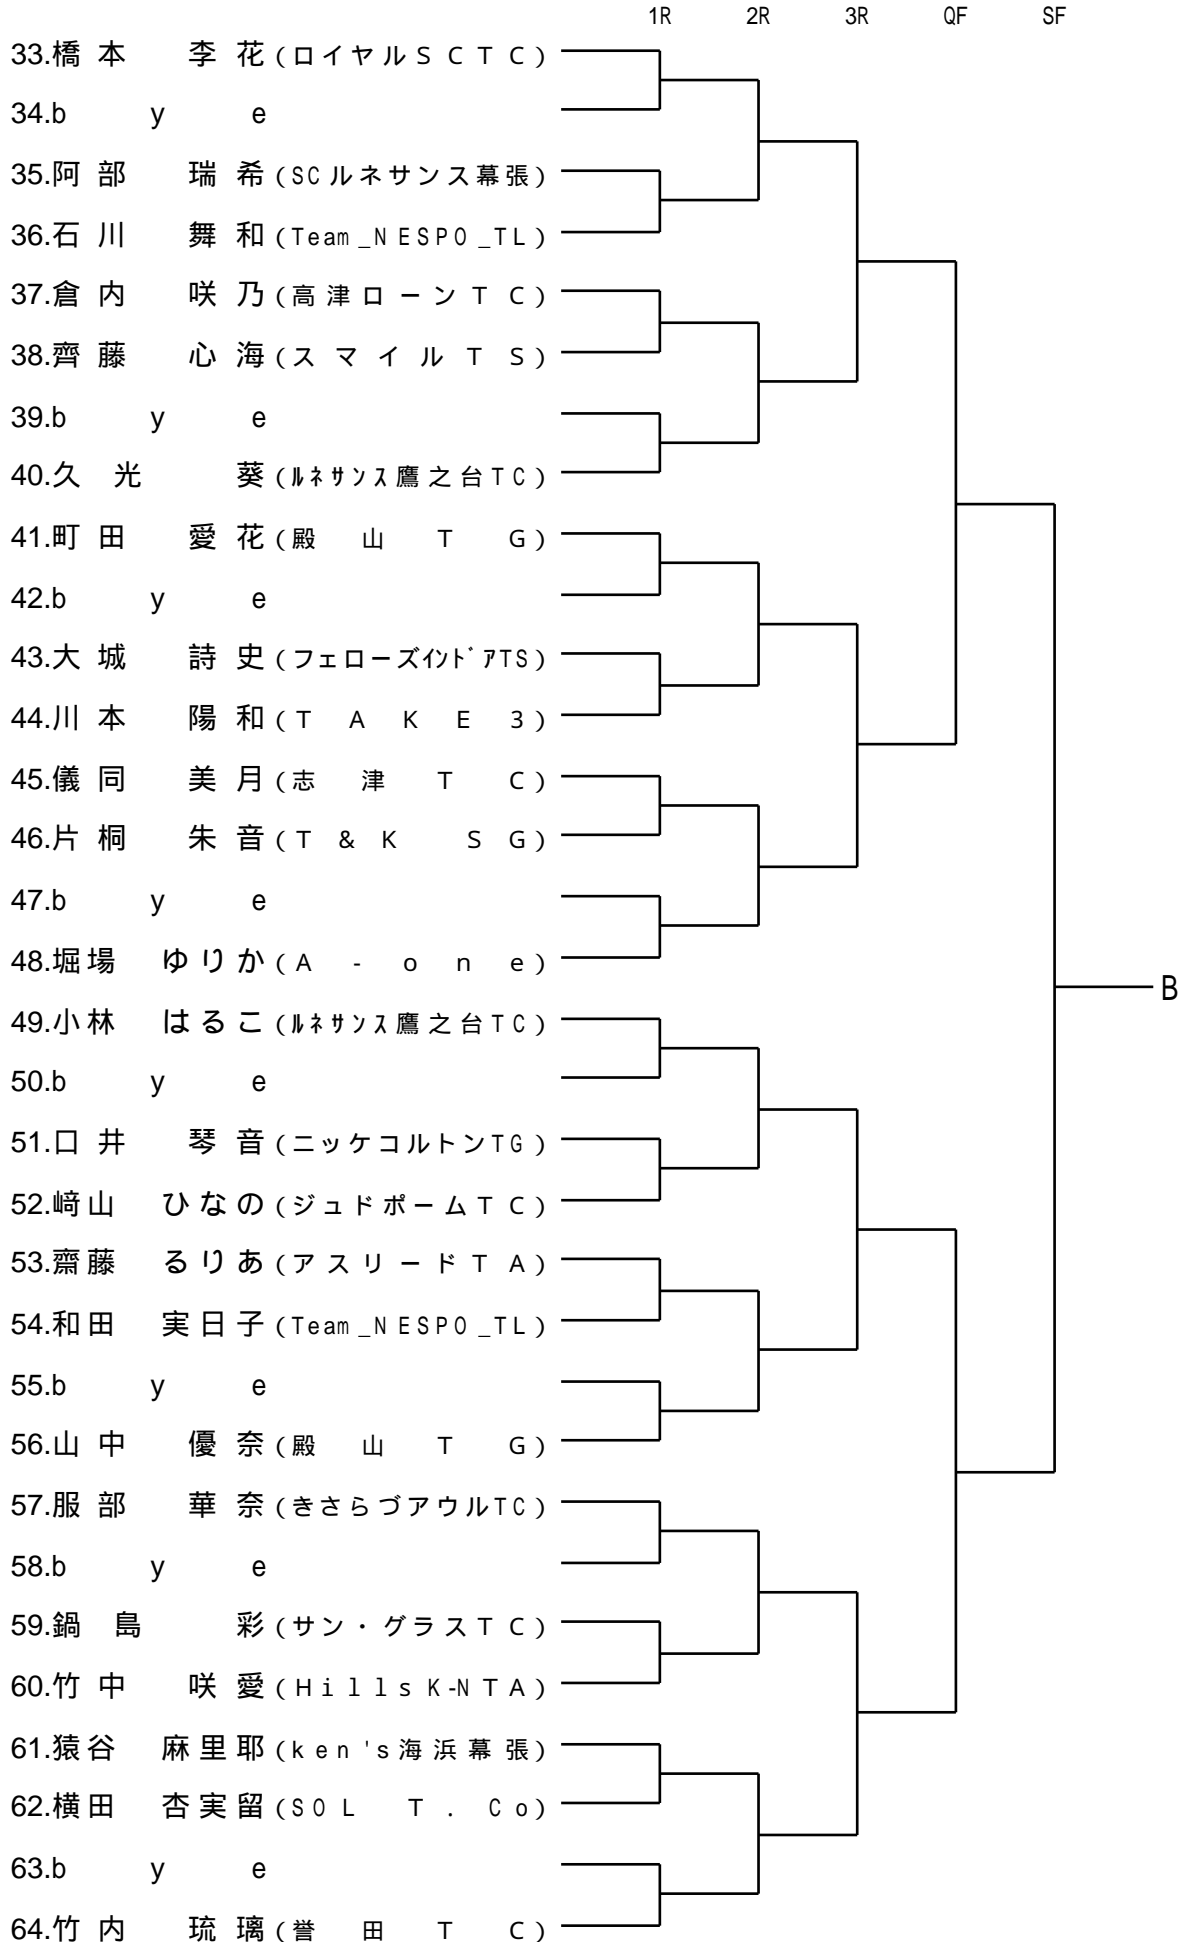 1R 2R 3R QF SF
33.橋本 李花(ロイヤルSCTC)
34.bye
35.阿部 瑞希(SCルネサンス幕張)
36.石川 舞和(Team_NESPO_TL)
37.倉内 咲乃(高津ローンTC)
38.齊藤 心海(スマイルTS)
39.bye
40.久光 葵(ﾙﾈｻﾝｽ鷹之台TC)
41.町田 愛花(殿山TG)
42.bye
43.大城 詩史(フェローズｲﾝﾄﾞｱTS)
44.川本 陽和(TAKE3)
45.儀同 美月(志津TC)
46.片桐 朱音(T&K SG)
47.bye
48.堀場 ゆりか(A-one)
B
49.小林 はるこ(ﾙﾈｻﾝｽ鷹之台TC)
50.bye
51.口井 琴音(ニッケコルトンTG)
52.﨑山 ひなの(ジュドポームTC)
53.齋藤 るりあ(アスリードTA)
54.和田 実日子(Team_NESPO_TL)
55.bye
56.山中 優奈(殿山TG)
57.服部 華奈(きさらづアウルTC)
58.bye
59.鍋島 彩(サン・グラスTC)
60.竹中 咲愛(HillsK-NTA)
61.猿谷 麻里耶(ken's海浜幕張)
62.横田 杏実留(SOL T.Co)
63.bye
64.竹内 琉璃(誉田TC)